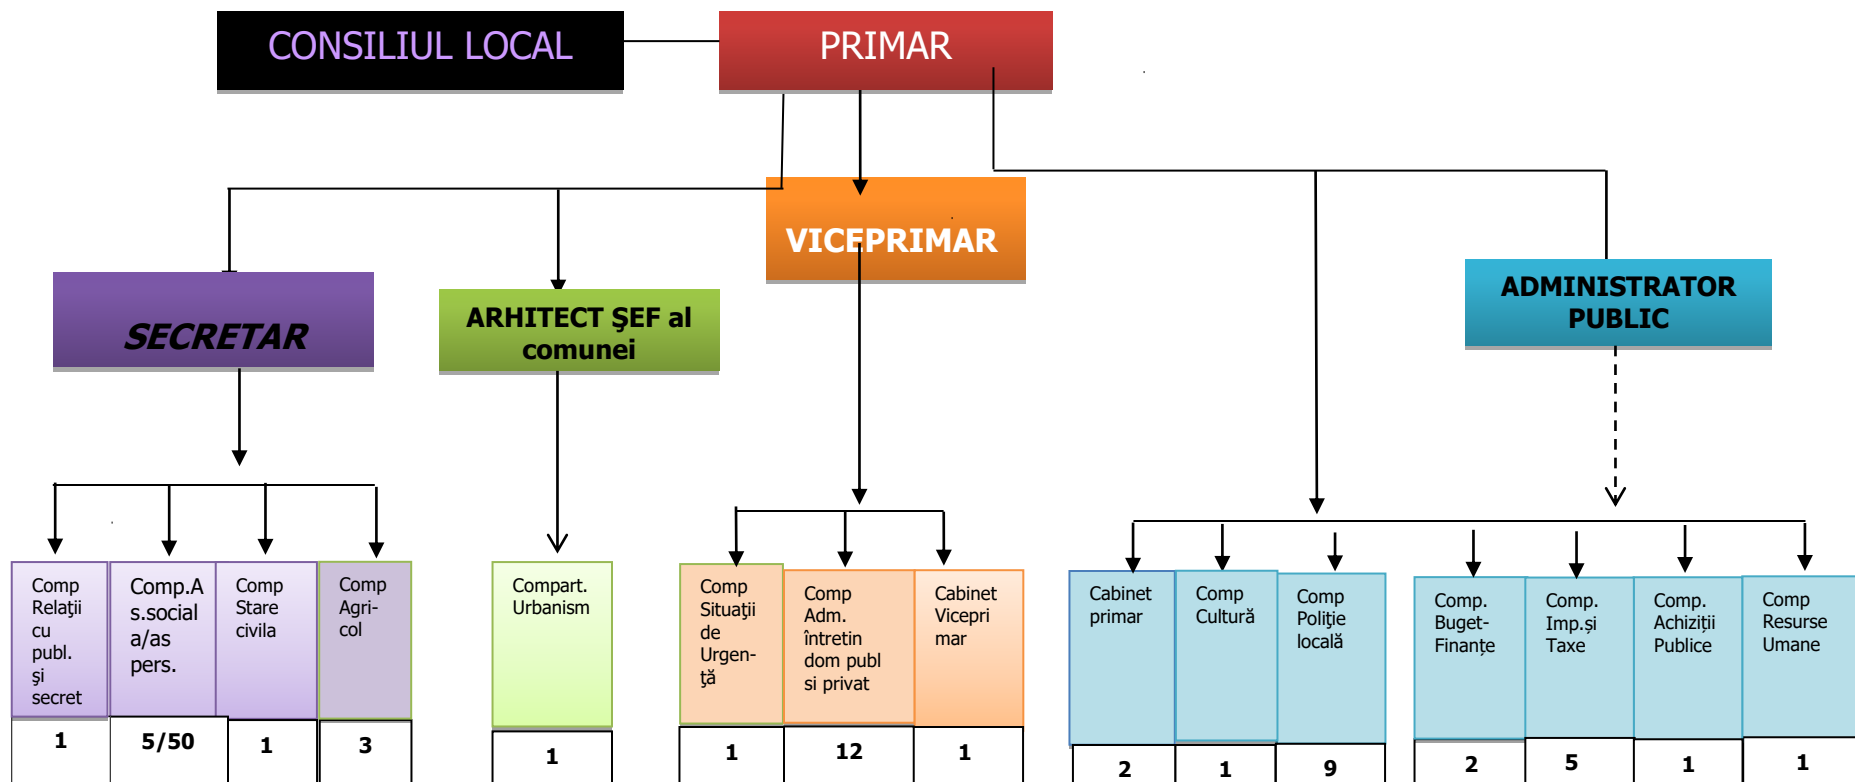 CONSILIUL LOCAL
PRIMAR
VICEPRIMAR
SECRETAR
ARHITECT ŞEF al
comunei
ADMINISTRATOR
PUBLIC
Comp
Relaţii
cu
publ.
şi
secret
Comp.A
s.social
a/as
pers.
Comp
Stare
civila
Comp
Agri-
col
Compart.
Urbanism
Comp
Situaţii
de
Urgen-
ţă
Comp
Adm.
întretin
dom publ
si privat
Cabinet
Vicepri
mar
Cabinet
primar
Comp
Cultură
Comp
Poliţie
locală
Comp.
Buget-
Finanțe
Comp.
Imp.și
Taxe
Comp.
Achiziții
Publice
Comp
Resurse
Umane
1
5/50
1
3
1
1
12
1
2
1
9
2
5
1
1